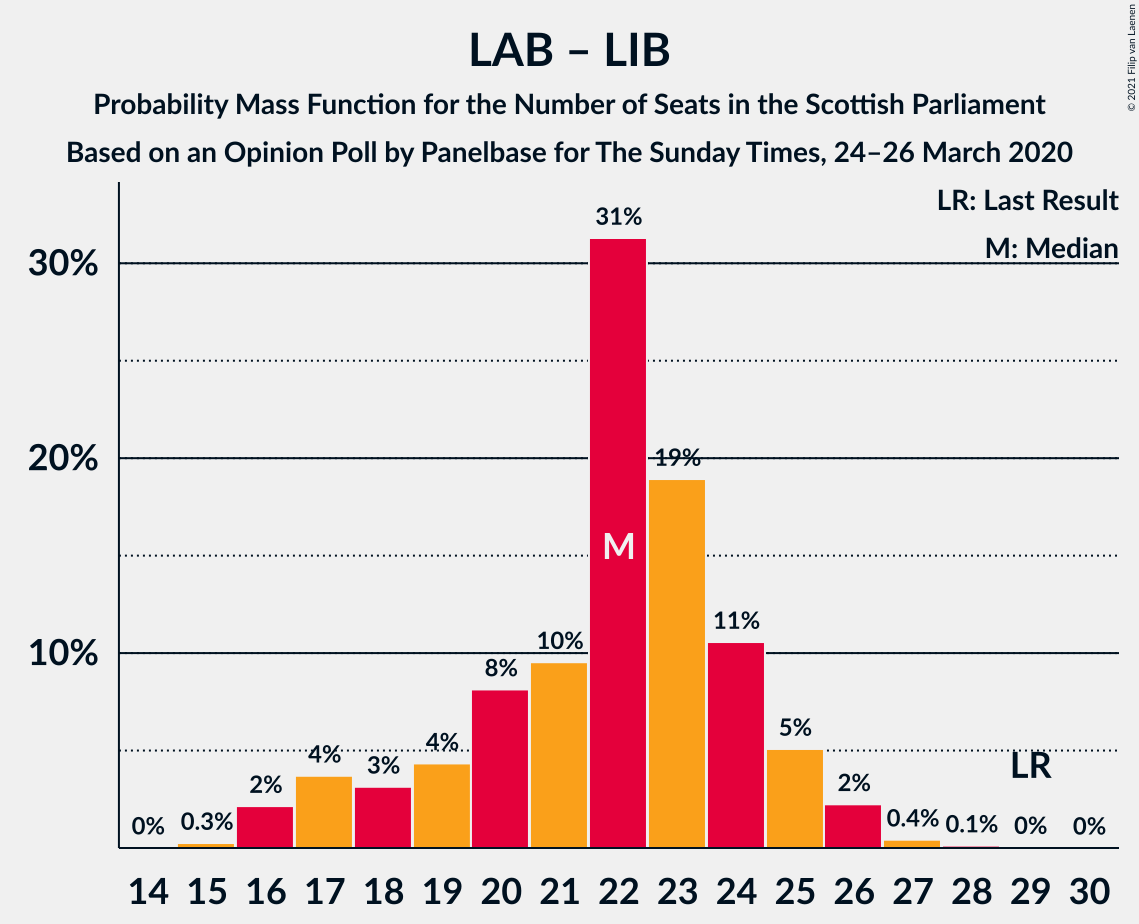 LAB – LIB
Probability Mass Function for the Number of Seats in the Scottish Parliament
Based on an Opinion Poll by Panelbase for The Sunday Times, 24–26 March 2020
© 2021 Filip van Laenen
LR: Last Result
M: Median
30%
20%
10%
0%
0.3%
2%
4%
3%
4%
8%
10%
31%
M
19%
11%
5%
2%
0.4%
0.1%
LR
0%
0%
14 15 16 17 18 19 20 21 22 23 24 25 26 27 28 29 30